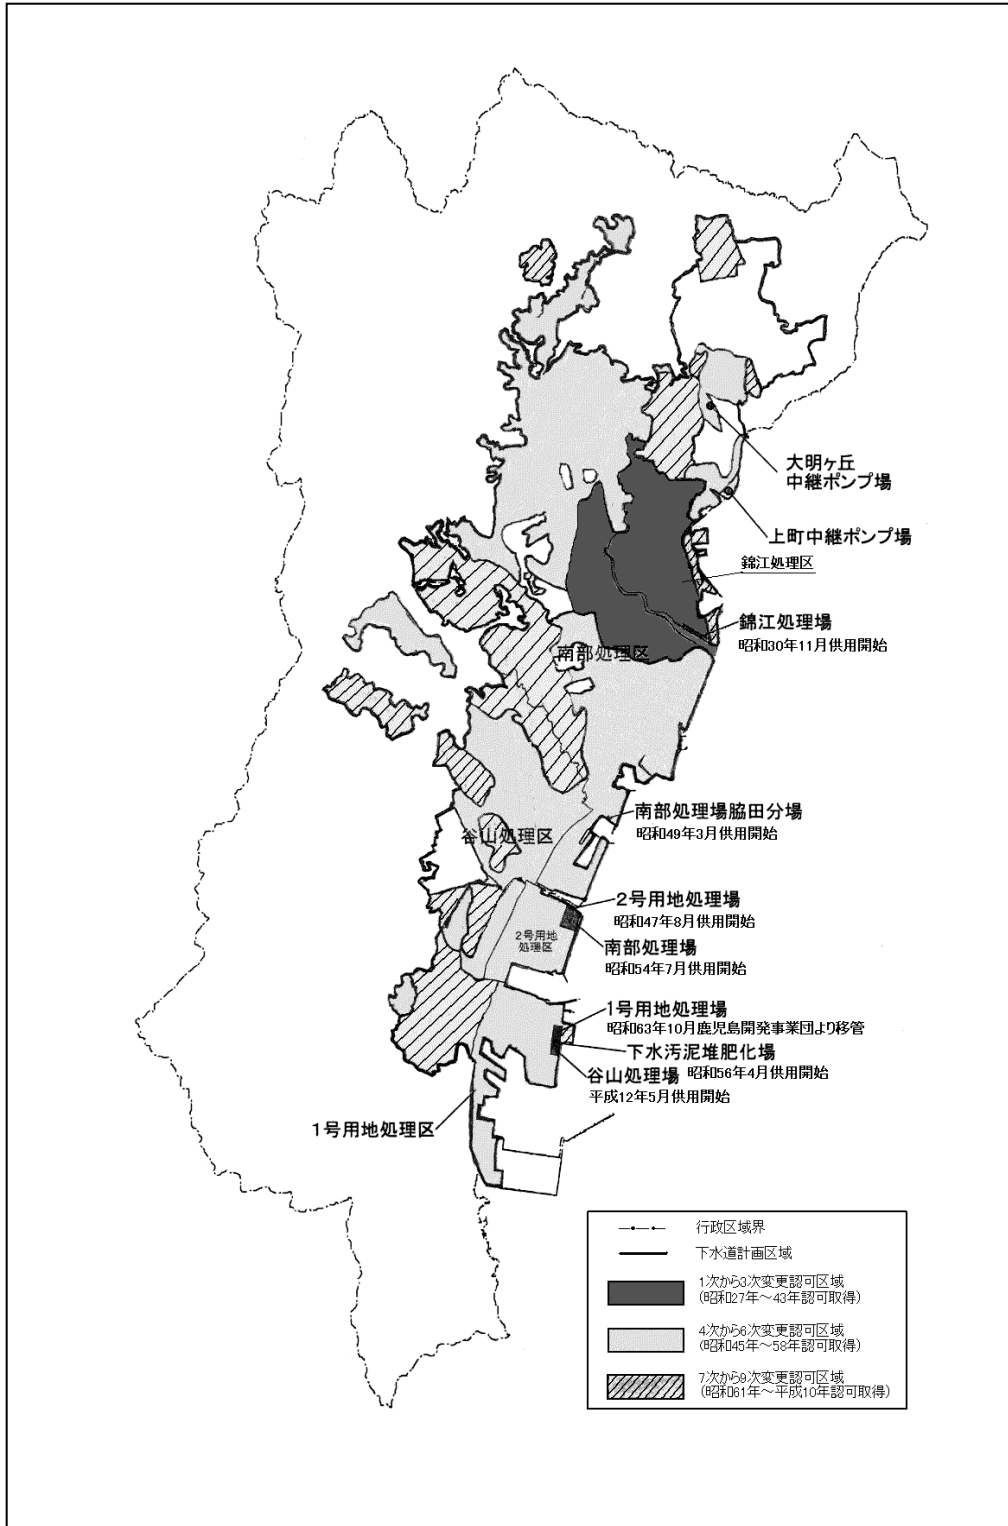 大明ヶ丘
中継ポンプ場
上町中継ポンプ場
錦江処理区
錦江処理場
昭和30年11月供用開始
南部処理区
南部処理場脇田分場
昭和49年3月供用開始
谷山処理区
2号用地処理場
昭和47年8月供用開始
2号用地
処理区
南部処理場
昭和54年7月供用開始
1号用地処理場
昭和63年10月鹿児島開発事業団より移管
下水汚泥堆肥化場
昭和56年4月供用開始
谷山処理場
平成12年5月供用開始
1号用地処理区
行政区域界
下水道計画区域
1次から3次変更認可区域
(昭和27年～43年認可取得)
4次から6次変更認可区域
(昭和45年～58年認可取得)
7次から9次変更認可区域
(昭和61年～平成10年認可取得)